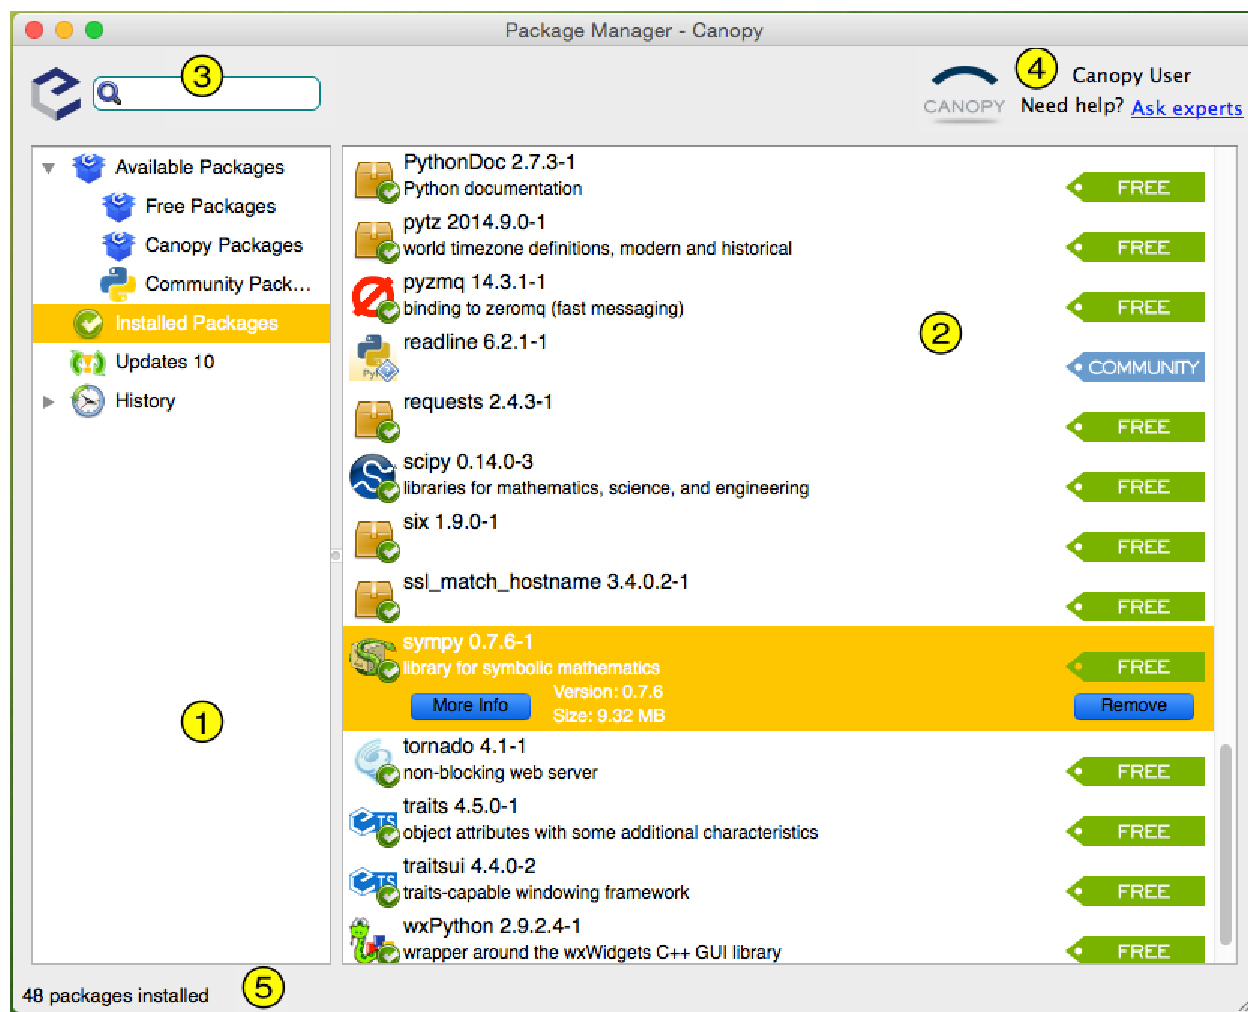 Package Manager - Canopy
3
4
Canopy User
CANOPY
Need help? Ask experts
Available Packages
Free Packages
Canopy Packages
Community Pack...
Installed Packages
Updates 10
History
1
PythonDoc 2.7.3-1
Python documentation
FREE
pytz 2014.9.0-1
world timezone definitions, modern and historical
FREE
pyzmq 14.3.1-1
binding to zeromq (fast messaging)
FREE
2
readline 6.2.1-1
COMMUNITY
requests 2.4.3-1
FREE
scipy 0.14.0-3
libraries for mathematics, science, and engineering
FREE
six 1.9.0-1
FREE
ssl_match_hostname 3.4.0.2-1
FREE
sympy 0.7.6-1
library for symbolic mathematics
FREE
Version: 0.7.6
More Info
Size: 9.32 MB
Remove
tornado 4.1-1
non-blocking web server
FREE
traits 4.5.0-1
TS
object attributes with some additional characteristics
FREE
traitsui 4.4.0-2
TS
traits-capable windowing framework
FREE
wxPython 2.9.2.4-1
wrapper around the wxWidgets C++ GUI library
FREE
48 packages installed
5